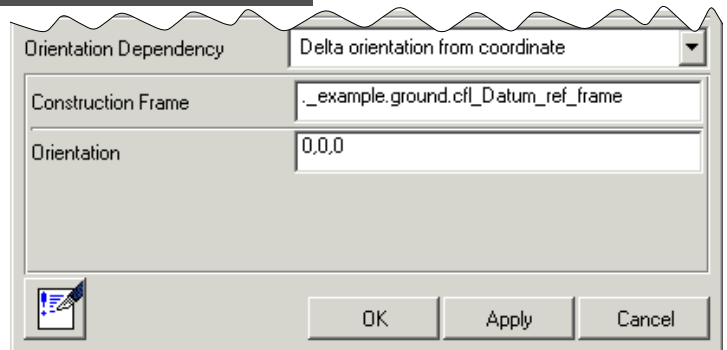 Orientation Dependency Delta orientation from coordinate
Construction Frame ._example.ground.cfl_Datum_ref_frame
Orientation 0,0,0
OK Apply Cancel